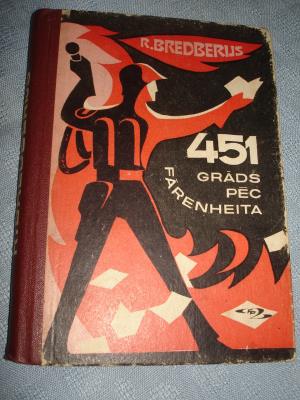 R.BREDBERIJS
451
GRĀDS
PĒC
FĀRENHEITA